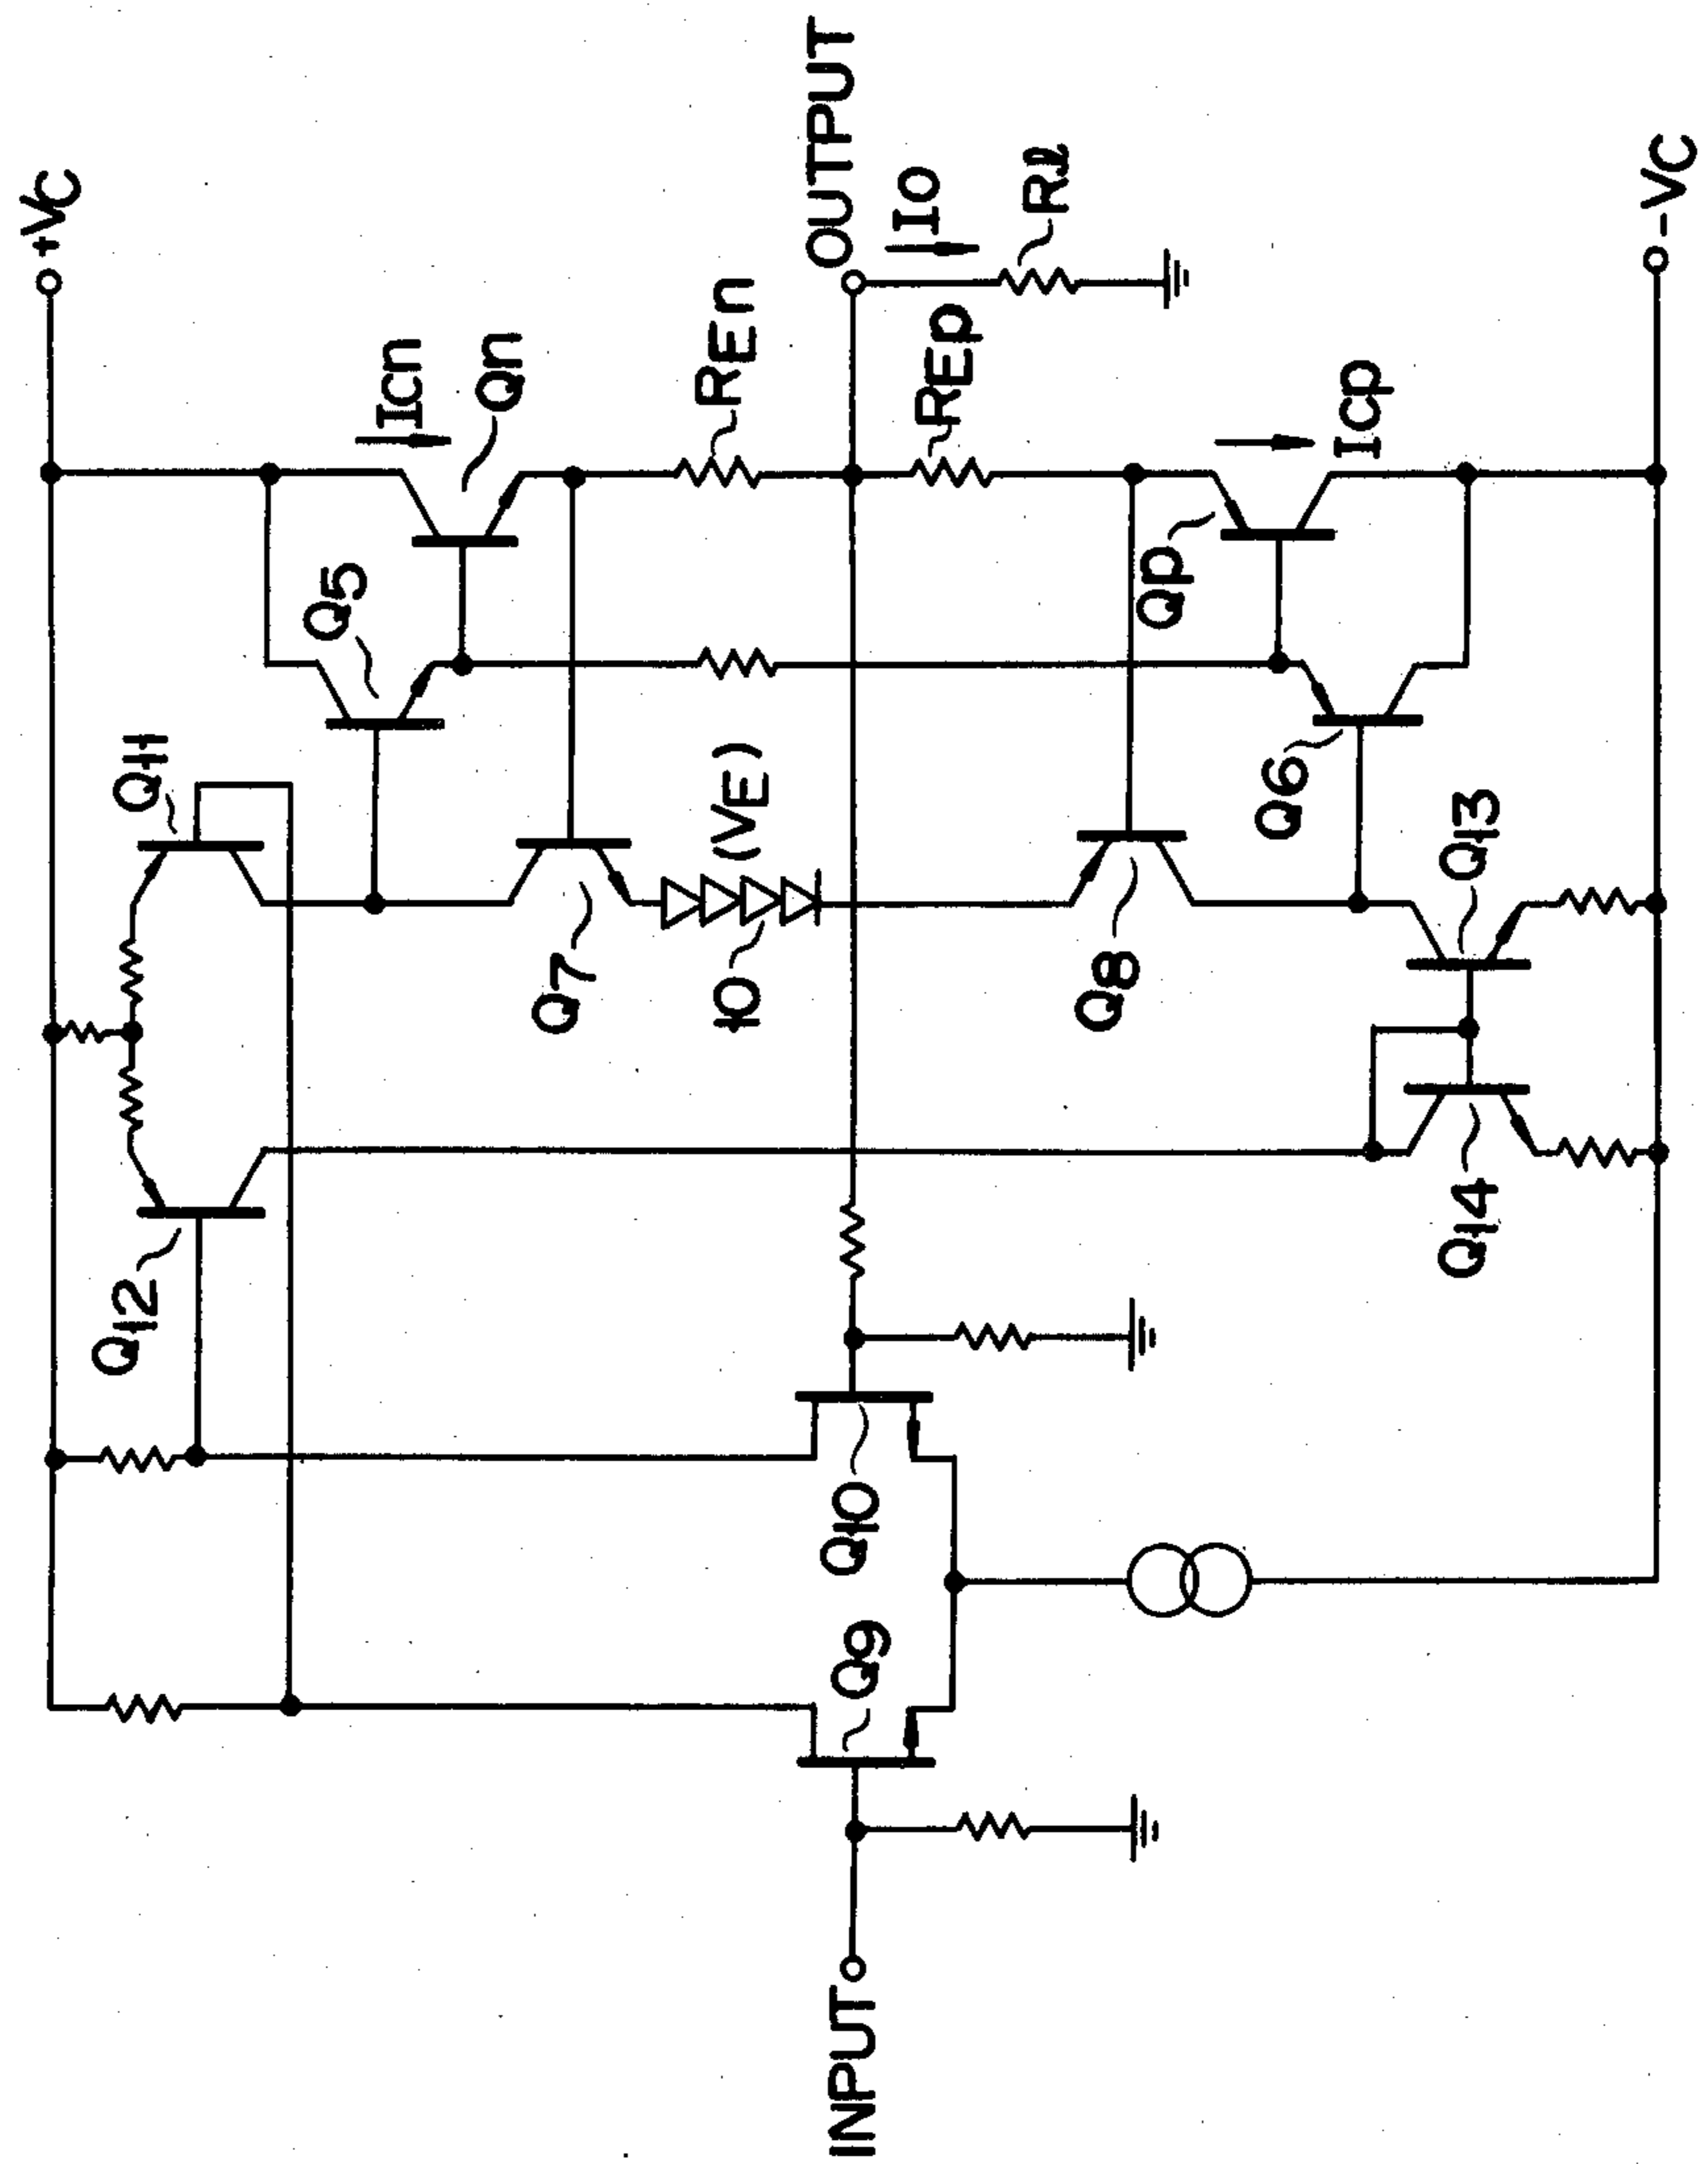 +VC
Icn
Qn
Q5
Q11
Q12
REn
Q7
(VE)
10
OUTPUT
IO
Rl
REp
Qp
Icp
Q6
Q8
Q13
Q14
Q10
Q9
INPUT
-VC